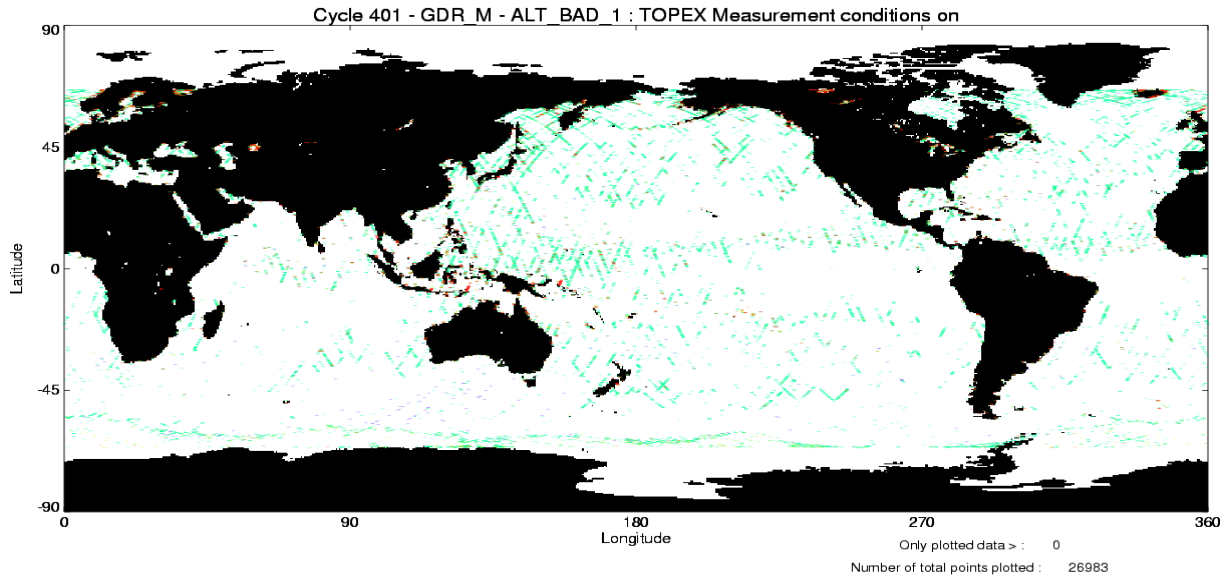 Cycle 401 - GDR_M - ALT_BAD_1 : TOPEX Measurement conditions on
90
45
0
-45
-90
Latitude
0 90 180 270 360
Longitude
Only plotted data > : 0
Number of total points plotted : 26983